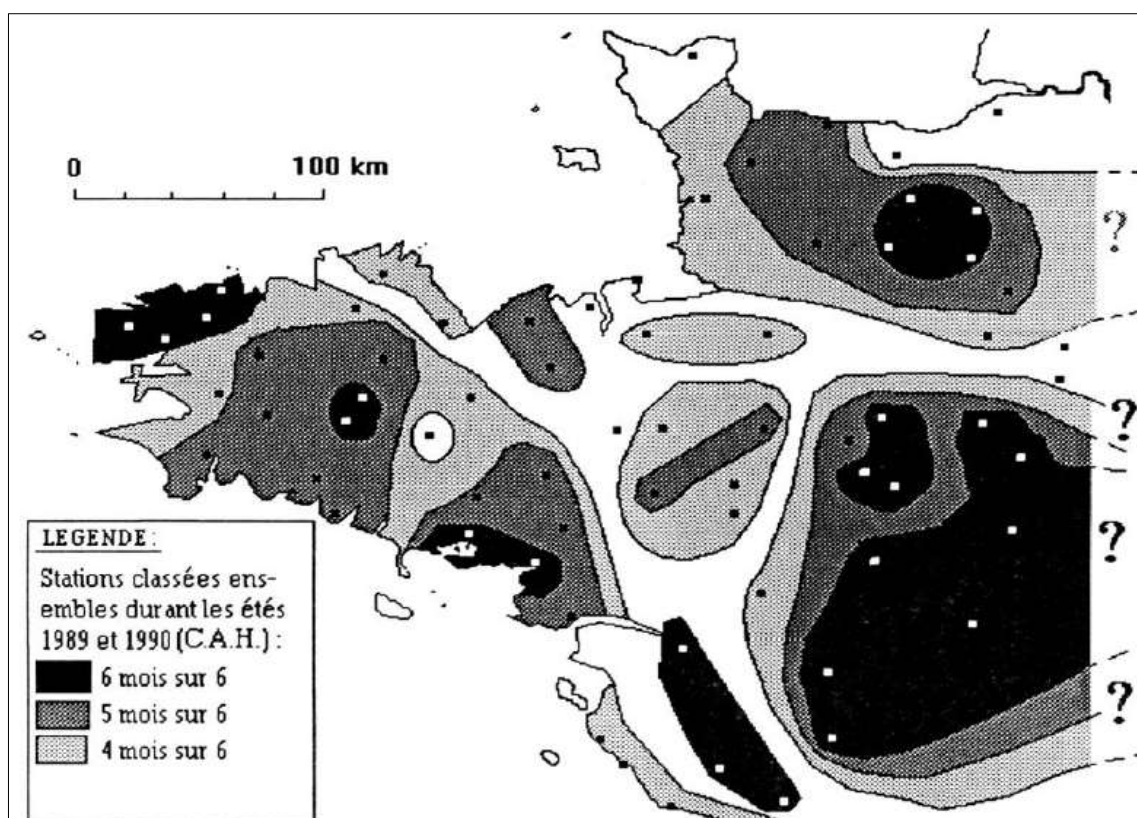 0 100 km
?
?
?
?
LEGENDE :
Stations classées ens-
embles durant les étés
1989 et 1990 (C.A.H.) :
6 mois sur 6
5 mois sur 6
4 mois sur 6